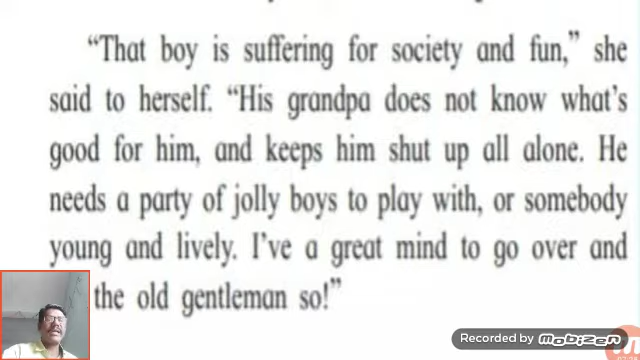 “That boy is suffering for society and fun,” she
said to herself. “His grandpa does not know what’s
good for him, and keeps him shut up all alone. He
needs a party of jolly boys to play with, or somebody
young and lively. I’ve a great mind to go over and
the old gentleman so!”
Recorded by MOBIZEN